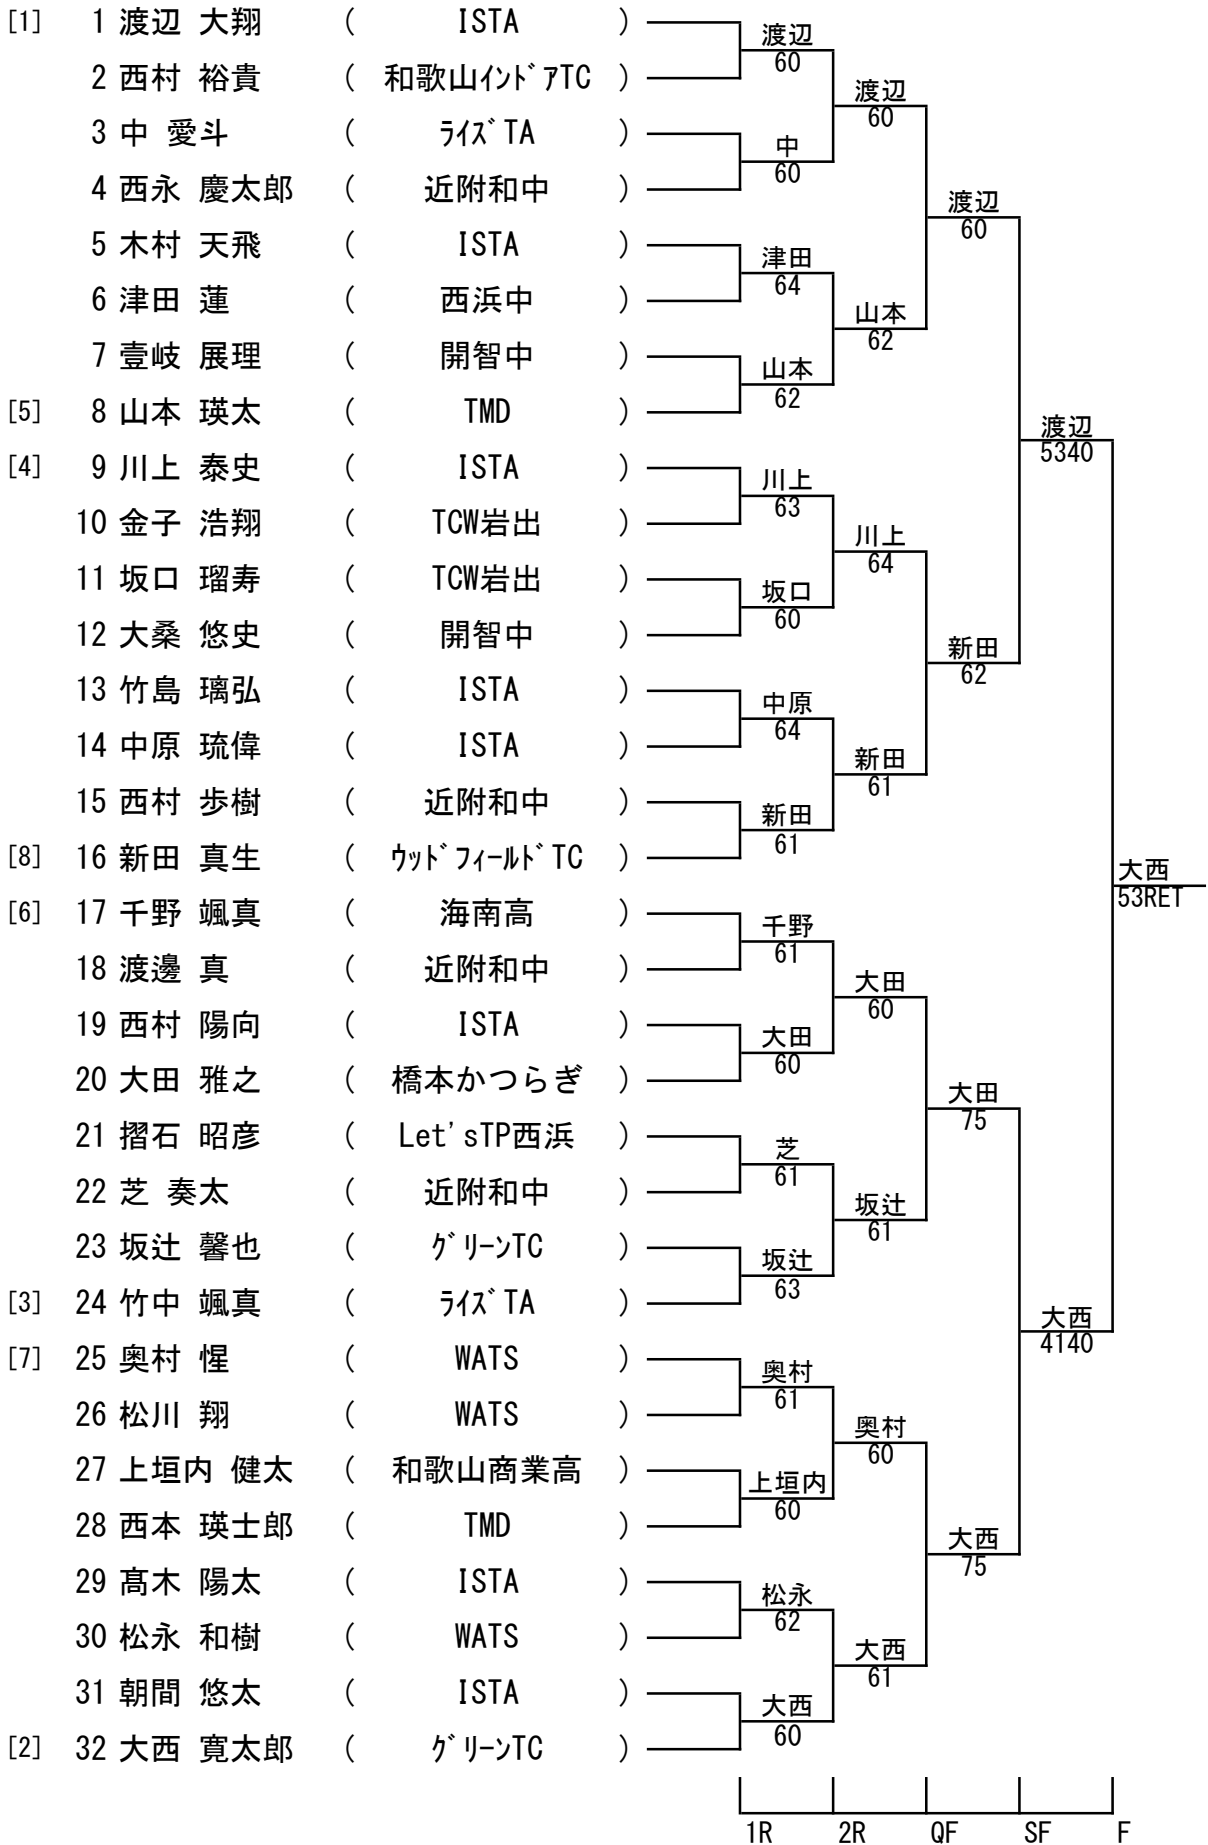 [1] 1 渡辺 大翔 ( ISTA )
渡辺
60
2 西村 裕貴 ( 和歌山インドアTC )
渡辺
60
3 中 愛斗 ( ライズTA )
中
60
4 西永 慶太郎 ( 近附和中 )
渡辺
60
5 木村 天飛 ( ISTA )
津田
64
6 津田 蓮 ( 西浜中 )
山本
62
7 壹岐 展理 ( 開智中 )
山本
62
[5] 8 山本 瑛太 ( TMD )
渡辺
5340
[4] 9 川上 泰史 ( ISTA )
川上
63
10 金子 浩翔 ( TCW岩出 )
川上
64
11 坂口 瑠寿 ( TCW岩出 )
坂口
60
12 大桑 悠史 ( 開智中 )
新田
62
13 竹島 璃弘 ( ISTA )
中原
64
14 中原 琉偉 ( ISTA )
新田
61
15 西村 歩樹 ( 近附和中 )
新田
61
[8] 16 新田 真生 ( ウッドフィールドTC )
大西
53RET
[6] 17 千野 颯真 ( 海南高 )
千野
61
18 渡邊 真 ( 近附和中 )
大田
60
19 西村 陽向 ( ISTA )
大田
60
20 大田 雅之 ( 橋本かつらぎ )
大田
75
21 摺石 昭彦 ( Let'sTP西浜 )
芝
61
22 芝 奏太 ( 近附和中 )
坂辻
61
23 坂辻 馨也 ( グリーンTC )
坂辻
63
[3] 24 竹中 颯真 ( ライズTA )
大西
4140
[7] 25 奥村 惺 ( WATS )
奥村
61
26 松川 翔 ( WATS )
奥村
60
27 上垣内 健太 ( 和歌山商業高 )
上垣内
60
28 西本 瑛士郎 ( TMD )
大西
75
29 髙木 陽太 ( ISTA )
松永
62
30 松永 和樹 ( WATS )
大西
61
31 朝間 悠太 ( ISTA )
大西
60
[2] 32 大西 寛太郎 ( グリーンTC )
1R 2R QF SF F